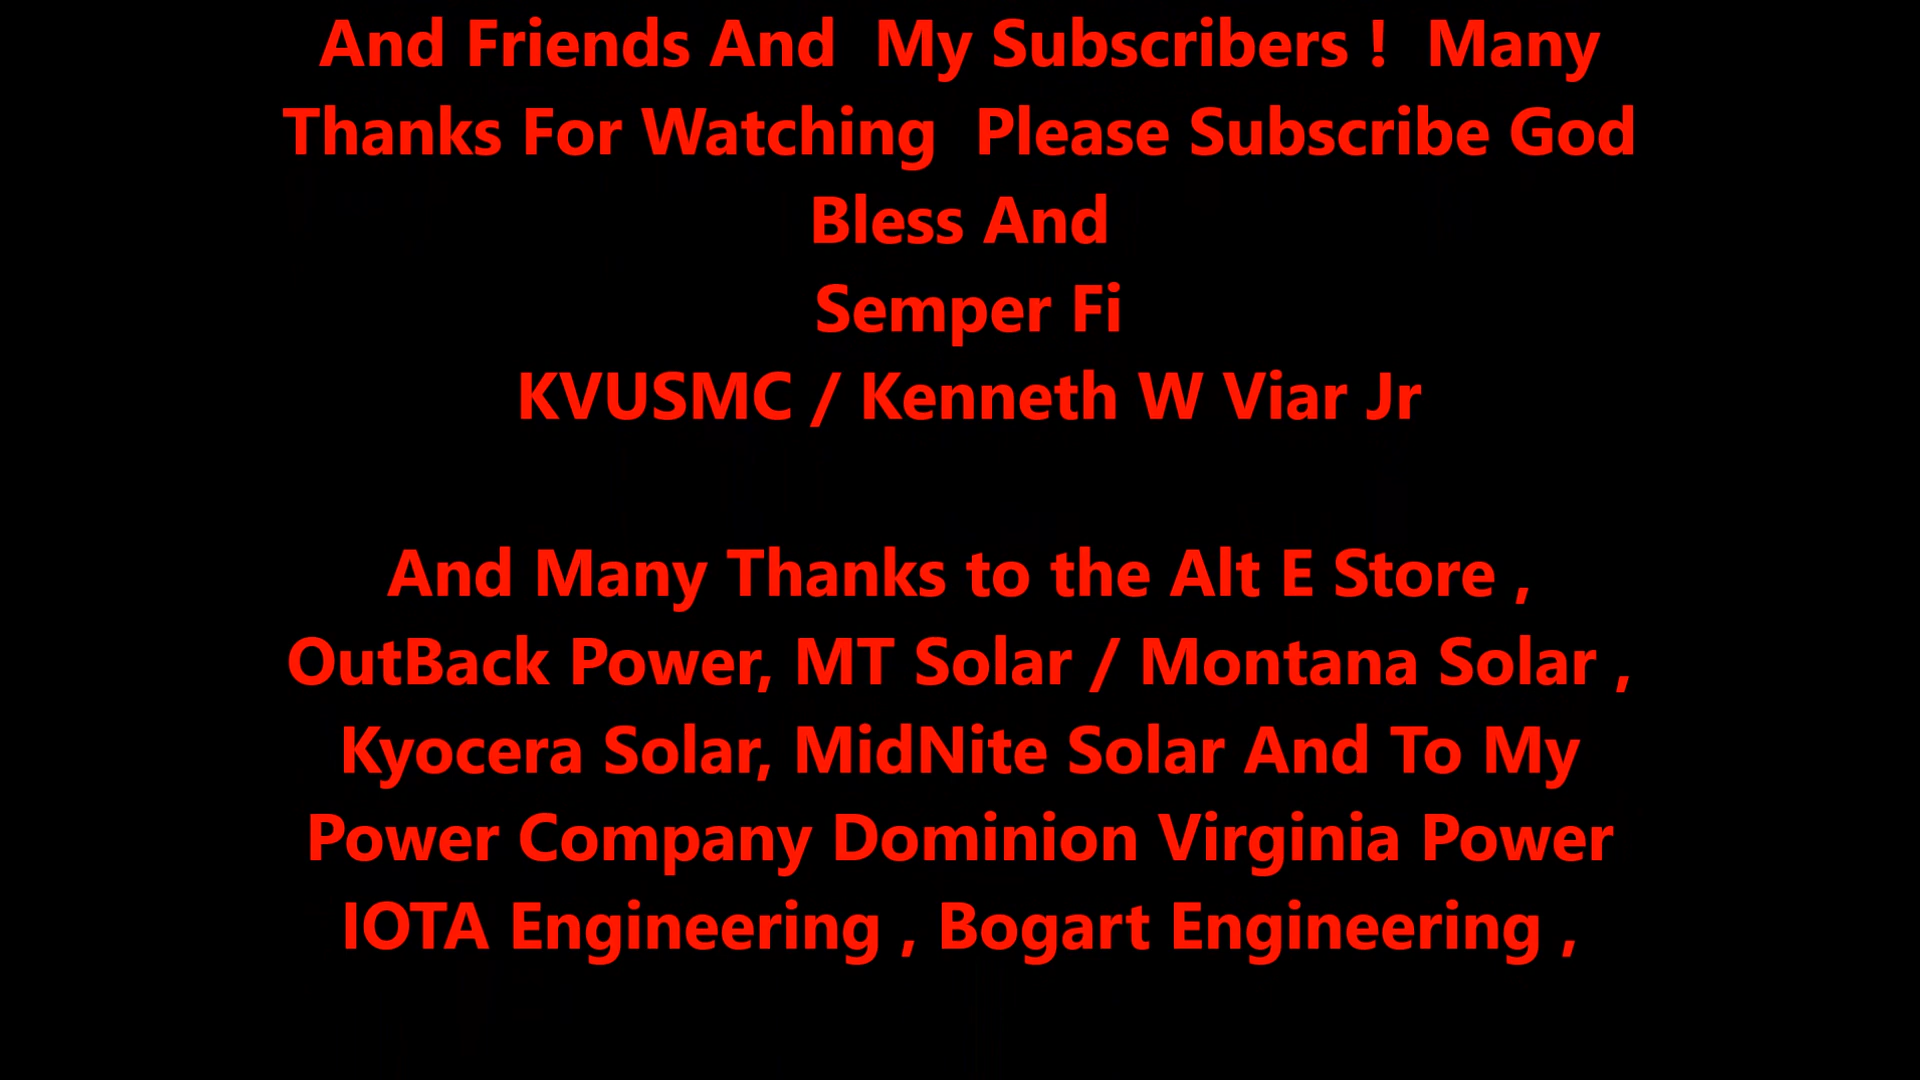 And Friends And  My Subscribers !  Many
Thanks For Watching  Please Subscribe God
Bless And
Semper Fi
KVUSMC / Kenneth W Viar Jr
And Many Thanks to the Alt E Store ,
OutBack Power, MT Solar / Montana Solar ,
Kyocera Solar, MidNite Solar And To My
Power Company Dominion Virginia Power
IOTA Engineering , Bogart Engineering ,